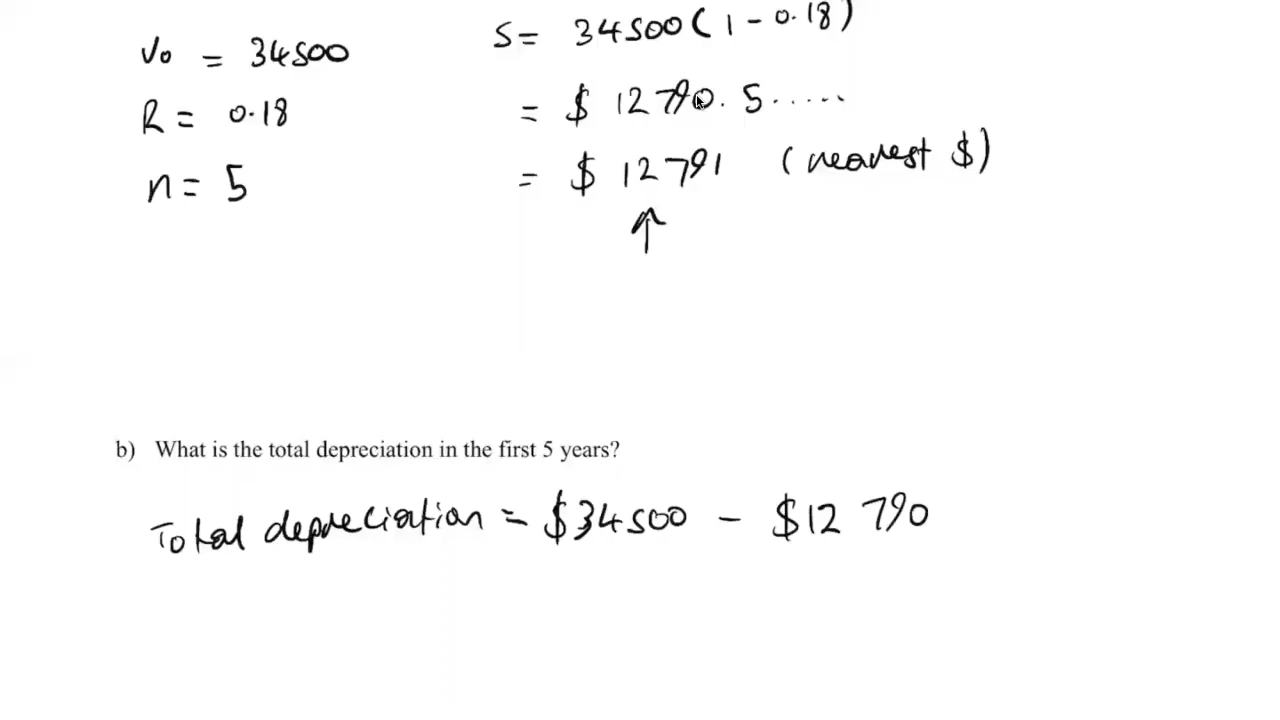 V₀ = 34500
S = 34500(1 - 0.18)
R = 0.18
= $ 12790.5.....
n = 5
= $ 12791 (nearest $)
↑
b) What is the total depreciation in the first 5 years?
Total depreciation = $34500 - $12 790